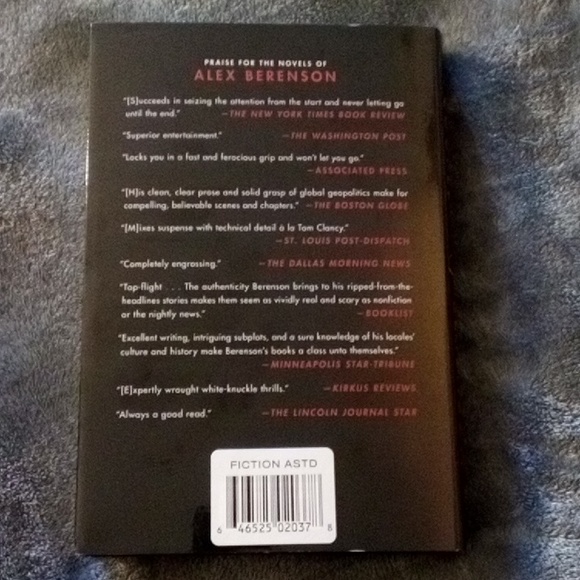 PRAISE FOR THE NOVELS OF
ALEX BERENSON
"[S]ucceeds in seizing the attention from the start and never letting go
until the end." —THE NEW YORK TIMES BOOK REVIEW
"Superior entertainment." —THE WASHINGTON POST
"Locks you in a fast and ferocious grip and won't let you go."
—ASSOCIATED PRESS
"[H]is clean, clear prose and solid grasp of global geopolitics make for
compelling, believable scenes and chapters." —THE BOSTON GLOBE
"[M]ixes suspense with technical detail à la Tom Clancy."
—ST. LOUIS POST-DISPATCH
"Completely engrossing." —THE DALLAS MORNING NEWS
"Top-flight . . . The authenticity Berenson brings to his ripped-from-the-
headlines stories makes them seem as vividly real and scary as nonfiction
or the nightly news." —BOOKLIST
"Excellent writing, intriguing subplots, and a sure knowledge of his locales'
culture and history make Berenson's books a class unto themselves."
—MINNEAPOLIS STAR-TRIBUNE
"[E]xpertly wrought white-knuckle thrills." —KIRKUS REVIEWS
"Always a good read." —THE LINCOLN JOURNAL STAR
FICTION ASTD
6 46525 02037 8